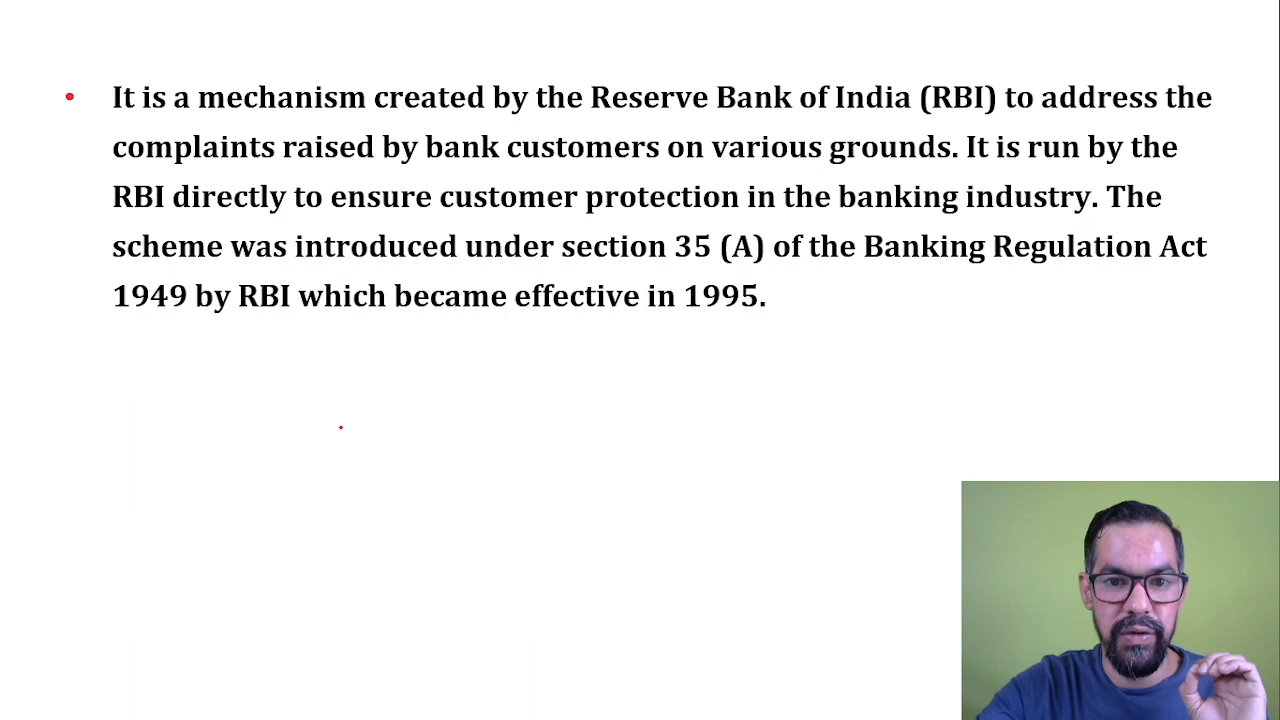 It is a mechanism created by the Reserve Bank of India (RBI) to address the
complaints raised by bank customers on various grounds. It is run by the
RBI directly to ensure customer protection in the banking industry. The
scheme was introduced under section 35 (A) of the Banking Regulation Act
1949 by RBI which became effective in 1995.